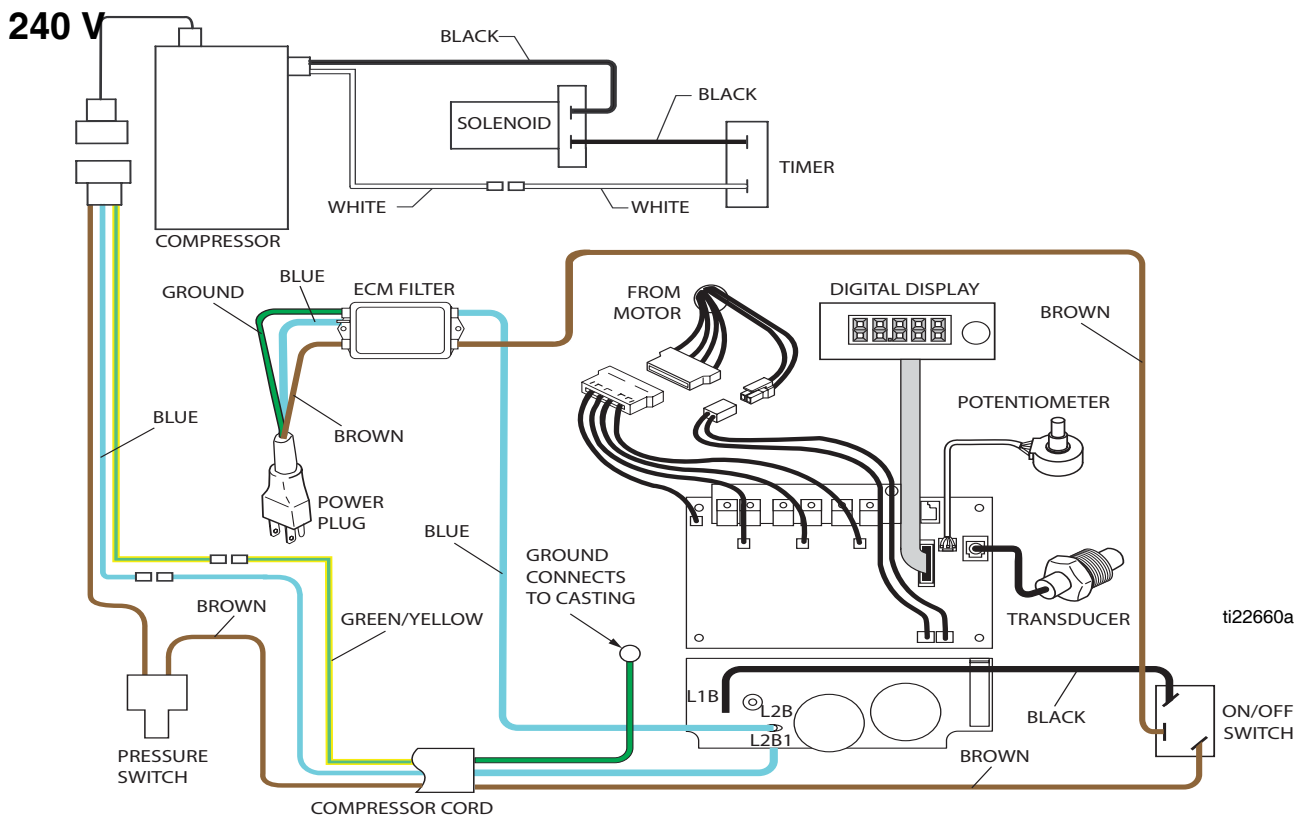 240 V
BLACK
BLACK
SOLENOID
TIMER
WHITE
WHITE
COMPRESSOR
BLUE
ECM FILTER
GROUND
FROM
MOTOR
DIGITAL DISPLAY
BROWN
POTENTIOMETER
BLUE
BROWN
POWER
PLUG
BLUE
GROUND
CONNECTS
TO CASTING
BROWN
GREEN/YELLOW
TRANSDUCER
ti22660a
L1B
L2B
L2B1
BLACK
ON/OFF
SWITCH
PRESSURE
SWITCH
BROWN
COMPRESSOR CORD